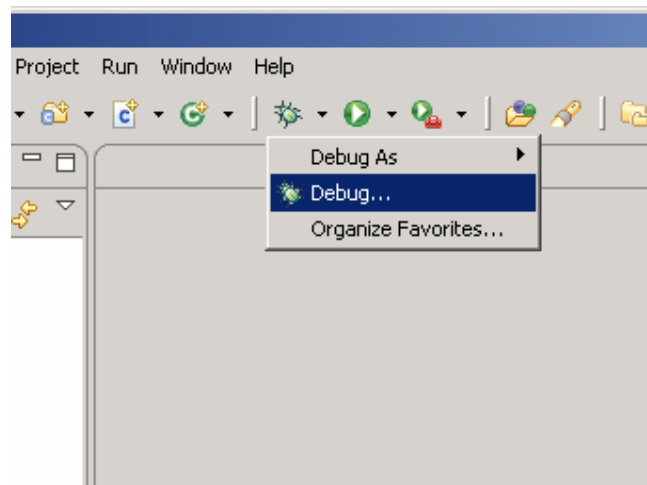 Project Run Window Help
c
Debug As
Debug...
Organize Favorites...